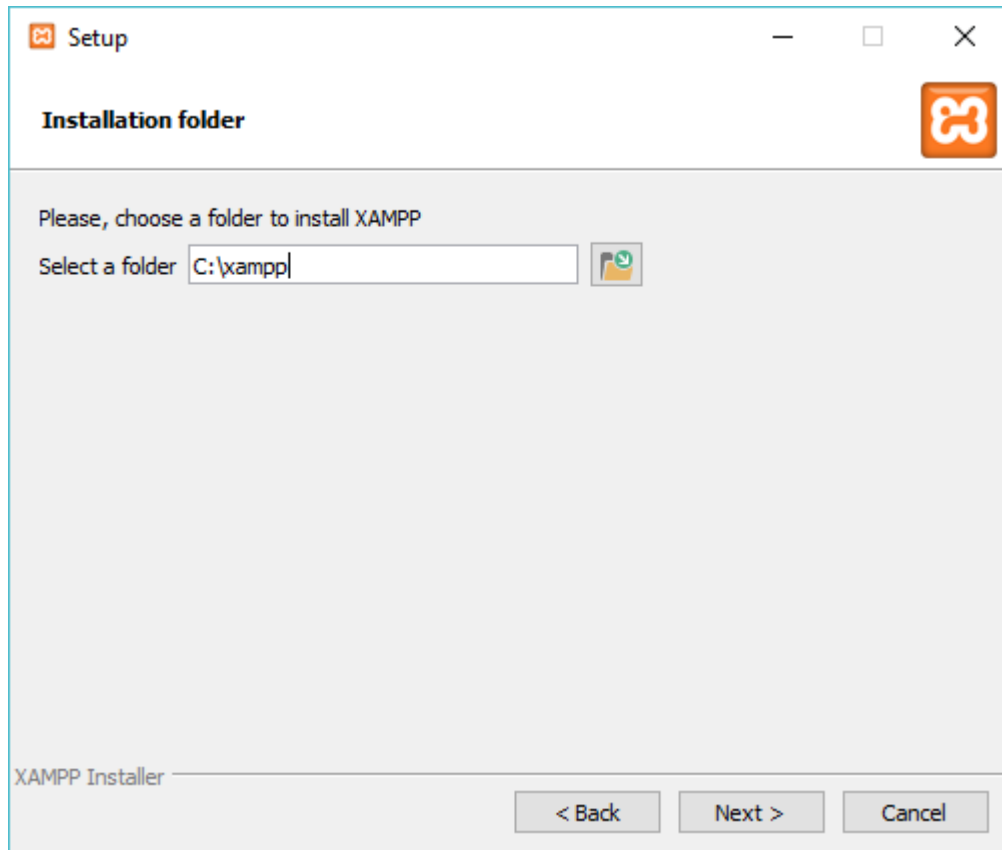 Setup
Installation folder
Please, choose a folder to install XAMPP
Select a folder C:\xampp
XAMPP Installer
< Back Next > Cancel